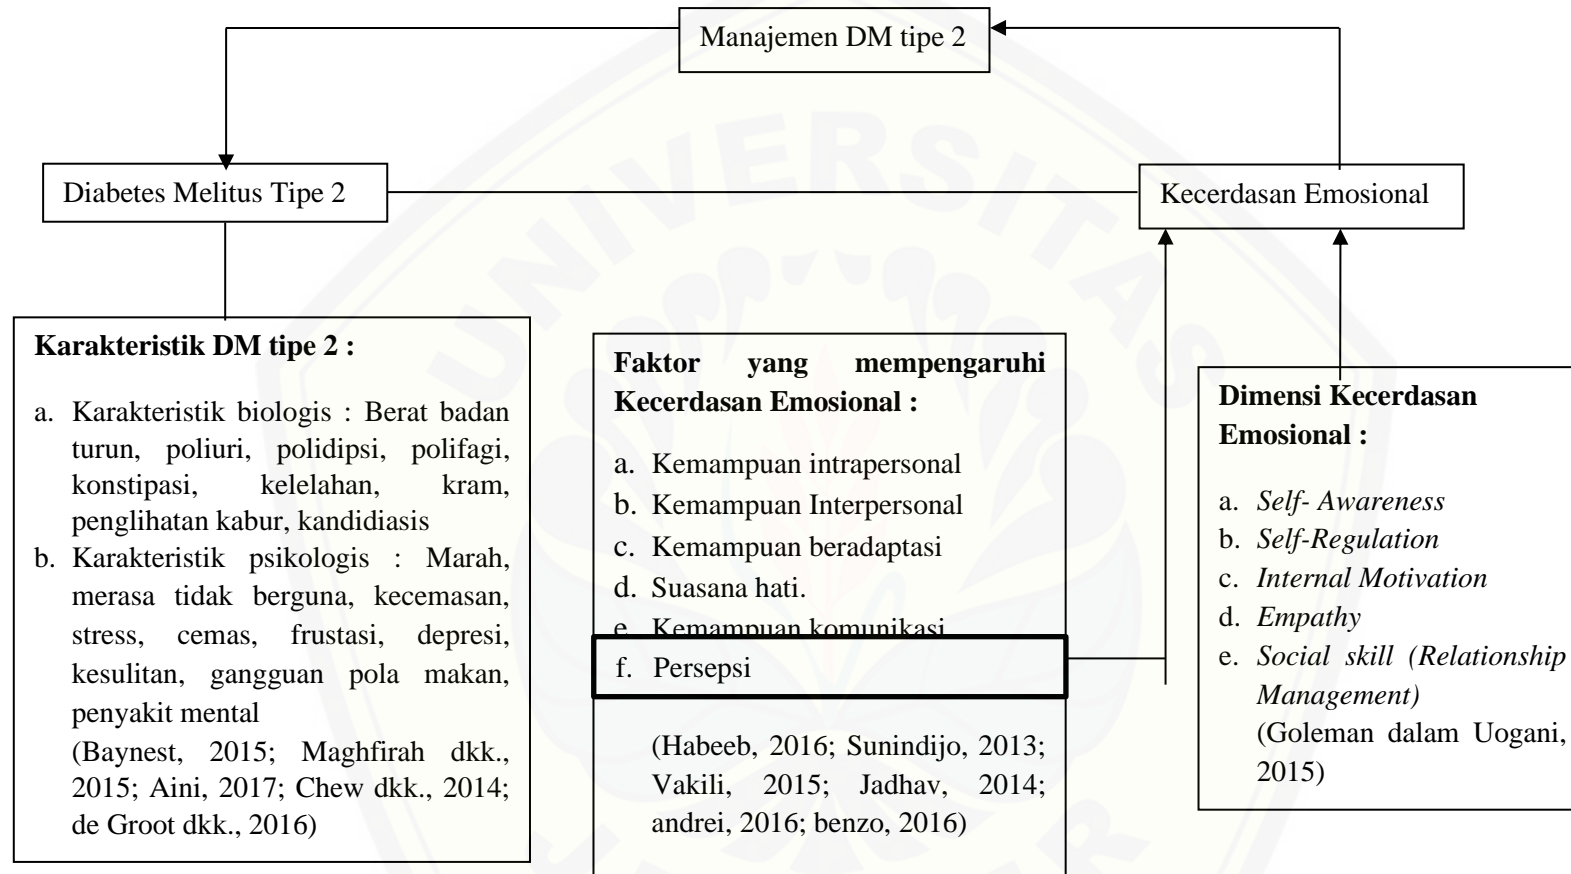 Manajemen DM tipe 2
Diabetes Melitus Tipe 2
Kecerdasan Emosional
Karakteristik DM tipe 2 :
a. Karakteristik biologis : Berat badan
turun, poliuri, polidipsi, polifagi,
konstipasi, kelelahan, kram,
penglihatan kabur, kandidiasis
b. Karakteristik psikologis : Marah,
merasa tidak berguna, kecemasan,
stress, cemas, frustasi, depresi,
kesulitan, gangguan pola makan,
penyakit mental
(Baynest, 2015; Maghfirah dkk.,
2015; Aini, 2017; Chew dkk., 2014;
de Groot dkk., 2016)
Faktor yang mempengaruhi
Kecerdasan Emosional :
a. Kemampuan intrapersonal
b. Kemampuan Interpersonal
c. Kemampuan beradaptasi
d. Suasana hati.
e. Kemampuan komunikasi
f. Persepsi
(Habeeb, 2016; Sunindijo, 2013;
Vakili, 2015; Jadhav, 2014;
andrei, 2016; benzo, 2016)
Dimensi Kecerdasan
Emosional :
a. Self- Awareness
b. Self-Regulation
c. Internal Motivation
d. Empathy
e. Social skill (Relationship
Management)
(Goleman dalam Uogani,
2015)
UNIVERSITAS